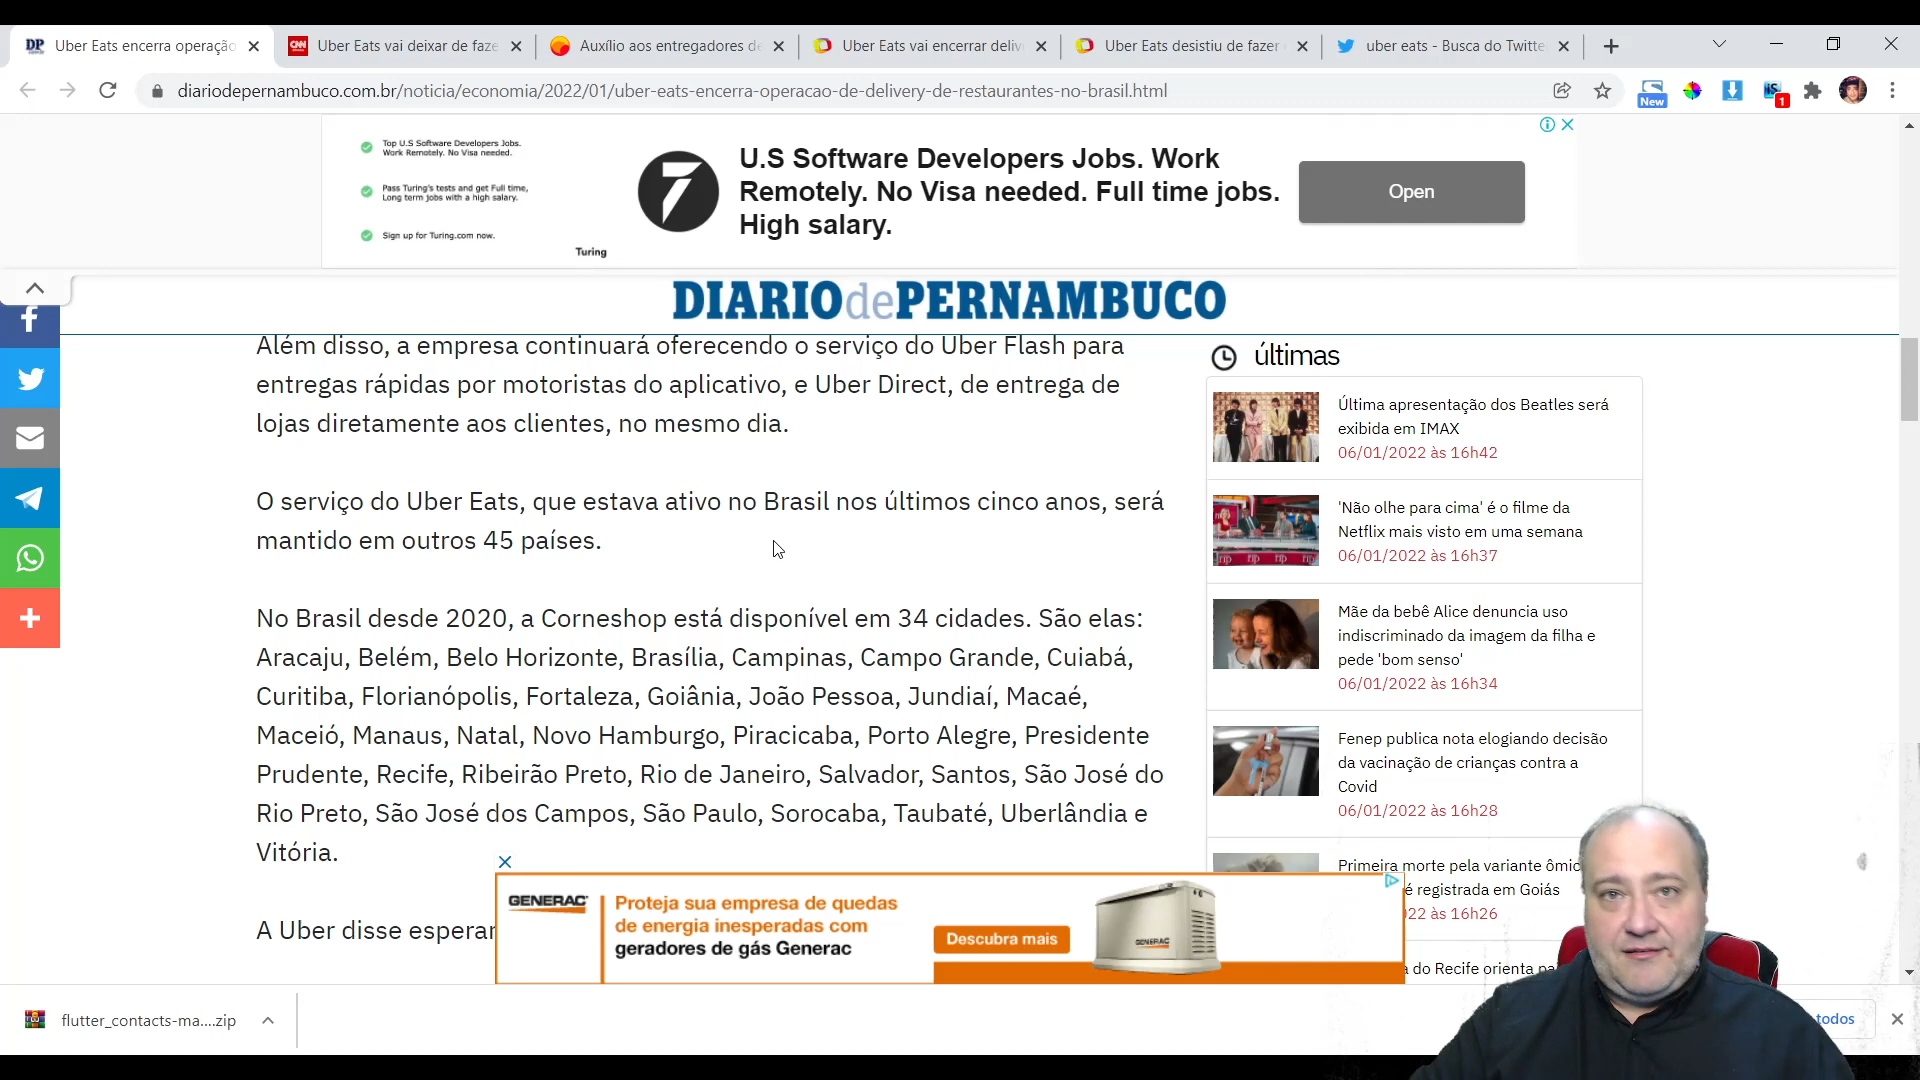 Uber Eats encerra operação
Uber Eats vai deixar de faze
Auxílio aos entregadores de
Uber Eats vai encerrar deliv
Uber Eats desistiu de fazer
uber eats - Busca do Twitte
diariodepernambuco.com.br/noticia/economia/2022/01/uber-eats-encerra-operacao-de-delivery-de-restaurantes-no-brasil.html
New
1
Top U.S Software Developers Jobs.
Work Remotely. No Visa needed.
Pass Turing's tests and get Full time,
Long term jobs with a high salary.
Sign up for Turing.com now.
Turing
U.S Software Developers Jobs. Work
Remotely. No Visa needed. Full time jobs.
High salary.
Open
DIARIOdePERNAMBUCO
Além disso, a empresa continuará oferecendo o serviço do Uber Flash para
entregas rápidas por motoristas do aplicativo, e Uber Direct, de entrega de
lojas diretamente aos clientes, no mesmo dia.
O serviço do Uber Eats, que estava ativo no Brasil nos últimos cinco anos, será
mantido em outros 45 países.
No Brasil desde 2020, a Corneshop está disponível em 34 cidades. São elas:
Aracaju, Belém, Belo Horizonte, Brasília, Campinas, Campo Grande, Cuiabá,
Curitiba, Florianópolis, Fortaleza, Goiânia, João Pessoa, Jundiaí, Macaé,
Maceió, Manaus, Natal, Novo Hamburgo, Piracicaba, Porto Alegre, Presidente
Prudente, Recife, Ribeirão Preto, Rio de Janeiro, Salvador, Santos, São José do
Rio Preto, São José dos Campos, São Paulo, Sorocaba, Taubaté, Uberlândia e
Vitória.
A Uber disse esperar
últimas
Última apresentação dos Beatles será
exibida em IMAX
06/01/2022 às 16h42
'Não olhe para cima' é o filme da
Netflix mais visto em uma semana
06/01/2022 às 16h37
Mãe da bebê Alice denuncia uso
indiscriminado da imagem da filha e
pede 'bom senso'
06/01/2022 às 16h34
Fenep publica nota elogiando decisão
da vacinação de crianças contra a
Covid
06/01/2022 às 16h28
Primeira morte pela variante ômic
é registrada em Goiás
22 às 16h26
do Recife orienta
GENERAC
Proteja sua empresa de quedas
de energia inesperadas com
geradores de gás Generac
Descubra mais
GENERAC
flutter_contacts-ma....zip
todos